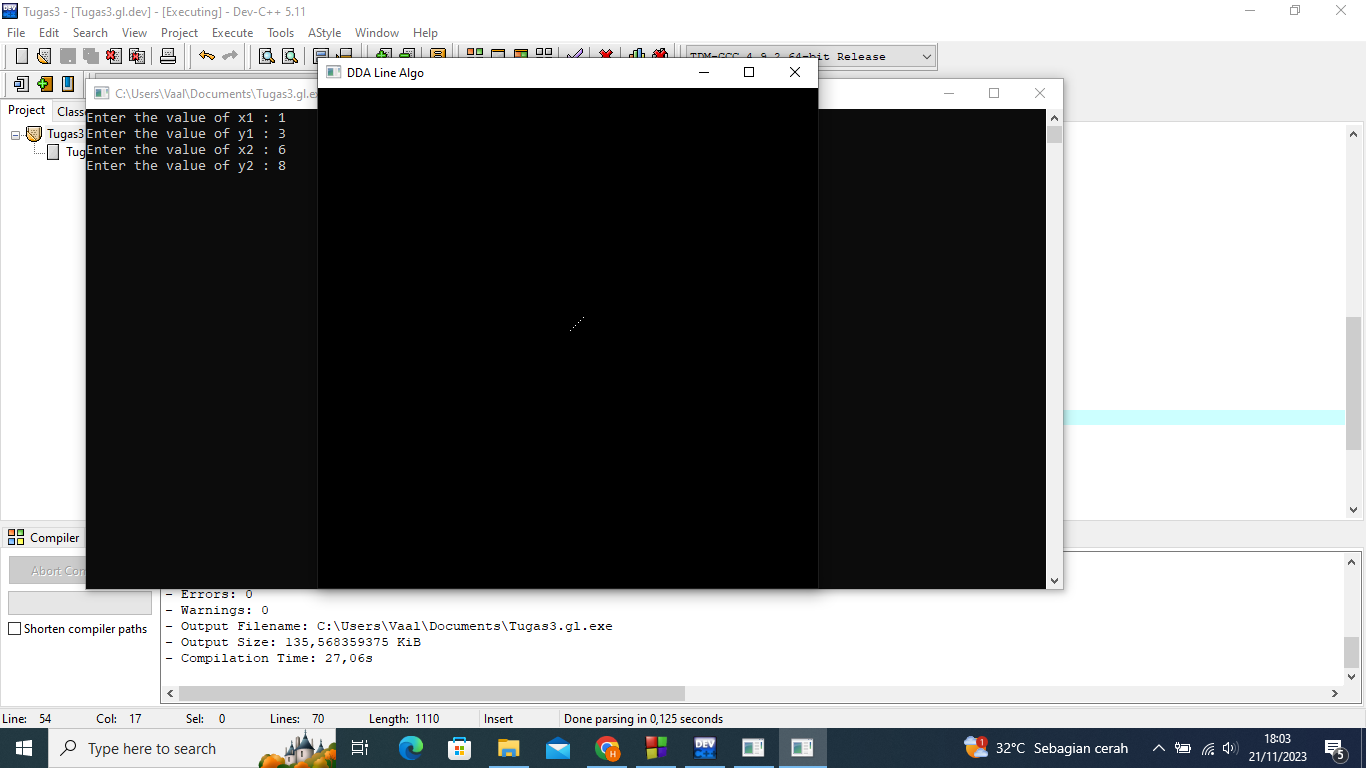 Tugas3 - [Tugas3.gl.dev] - [Executing] - Dev-C++ 5.11
File Edit Search View Project Execute Tools AStyle Window Help
TDM-GCC 4.9.2 64-bit Release
DDA Line Algo
C:\Users\Vaal\Documents\Tugas3.gl.ex
Project Class
Tugas3
Tug
Enter the value of x1 : 1
Enter the value of y1 : 3
Enter the value of x2 : 6
Enter the value of y2 : 8
Compiler
Abort Con
Shorten compiler paths
- Errors: 0
- Warnings: 0
- Output Filename: C:\Users\Vaal\Documents\Tugas3.gl.exe
- Output Size: 135,568359375 KiB
- Compilation Time: 27,06s
Line: 54 Col: 17 Sel: 0 Lines: 70 Length: 1110 Insert Done parsing in 0,125 seconds
Type here to search
DEV
32°C Sebagian cerah
18:03
21/11/2023
5